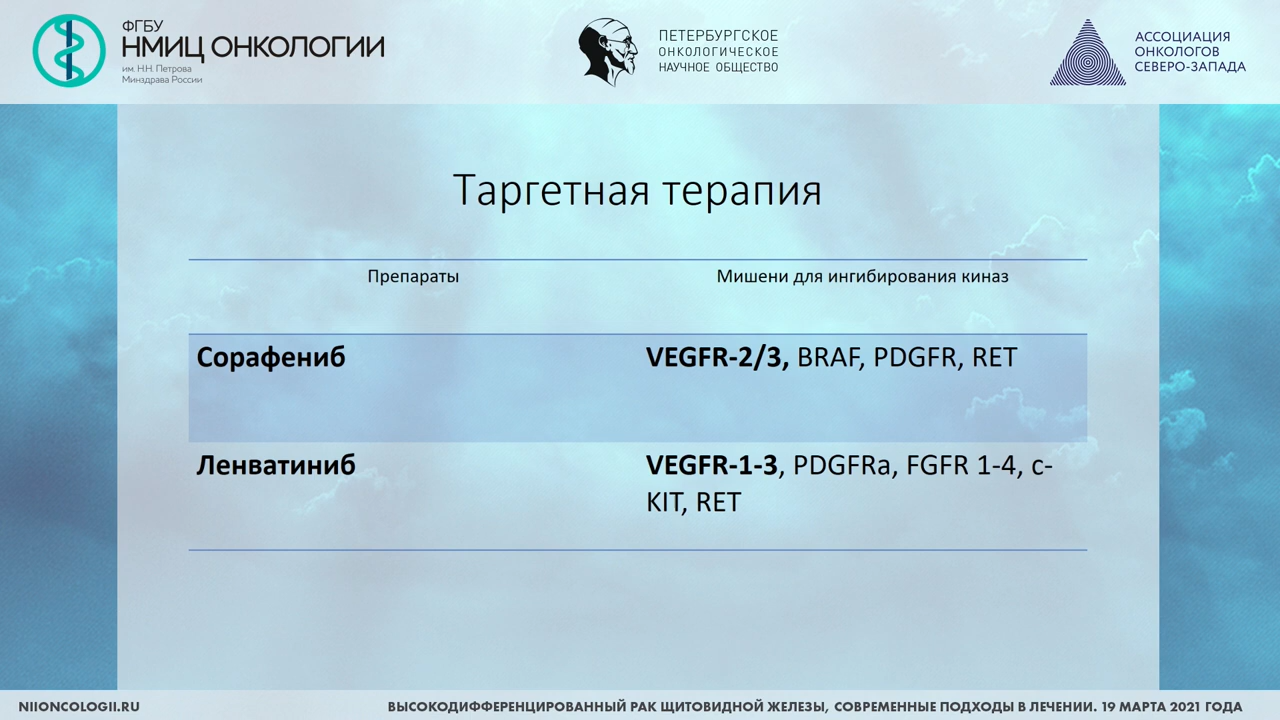 ФГБУ
НМИЦ ОНКОЛОГИИ
им. Н.Н. Петрова
Минздрава России
ПЕТЕРБУРГСКОЕ
ОНКОЛОГИЧЕСКОЕ
НАУЧНОЕ ОБЩЕСТВО
АССОЦИАЦИЯ
ОНКОЛОГОВ
СЕВЕРО-ЗАПАДА
Таргетная терапия
Препараты
Мишени для ингибирования киназ
Сорафениб
VEGFR-2/3, BRAF, PDGFR, RET
Ленватиниб
VEGFR-1-3, PDGFRa, FGFR 1-4, c-
KIT, RET
NIIONCOLOGII.RU
ВЫСОКОДИФФЕРЕНЦИРОВАННЫЙ РАК ЩИТОВИДНОЙ ЖЕЛЕЗЫ, СОВРЕМЕННЫЕ ПОДХОДЫ В ЛЕЧЕНИИ. 19 МАРТА 2021 ГОДА